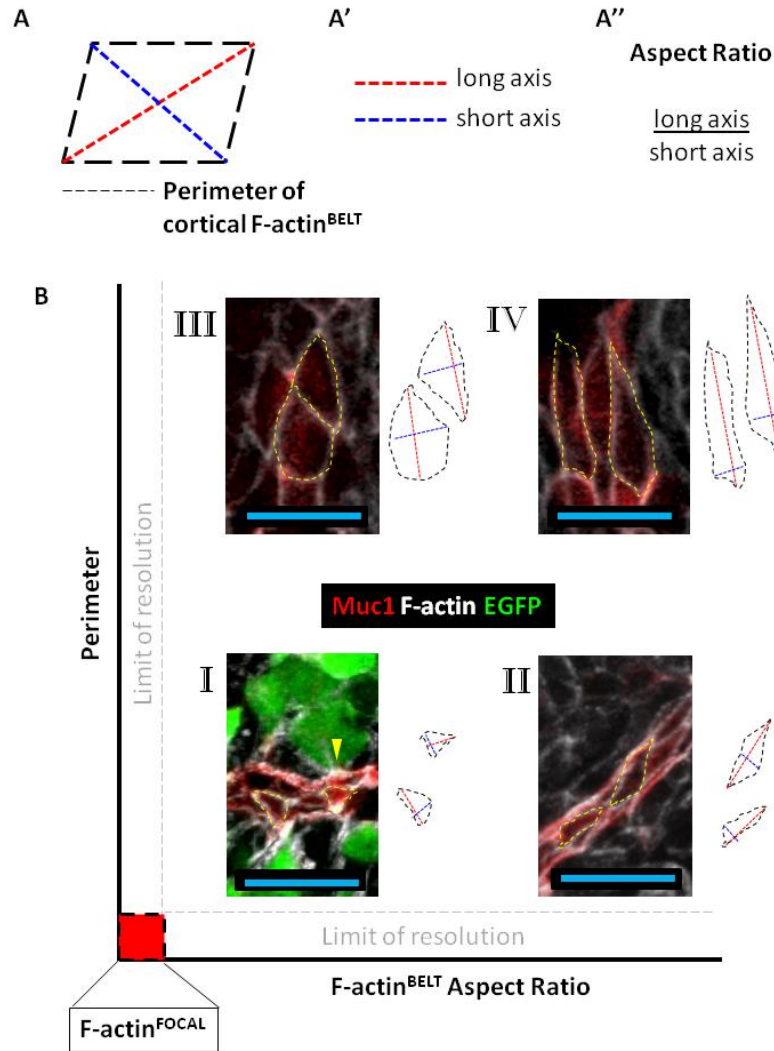 A
A'
A''
Aspect Ratio
long axis
short axis
long axis
short axis
Perimeter of
cortical F-actinBELT
B
III
IV
Perimeter
Limit of resolution
Muc1 F-actin EGFP
I
II
Limit of resolution
F-actinBELT Aspect Ratio
F-actinFOCAL